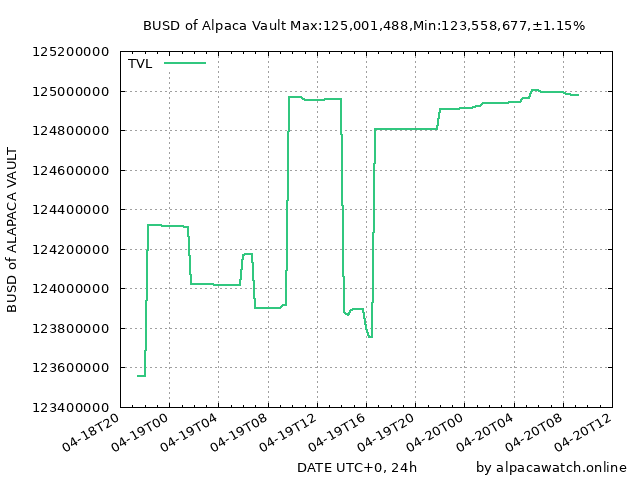 BUSD of Alpaca Vault Max:125,001,488,Min:123,558,677,±1.15%
TVL
BUSD of ALAPACA VAULT
125200000
125000000
124800000
124600000
124400000
124200000
124000000
123800000
123600000
123400000
04-18T20
04-19T00
04-19T04
04-19T08
04-19T12
04-19T16
04-19T20
04-20T00
04-20T04
04-20T08
04-20T12
DATE UTC+0, 24h
by alpacawatch.online